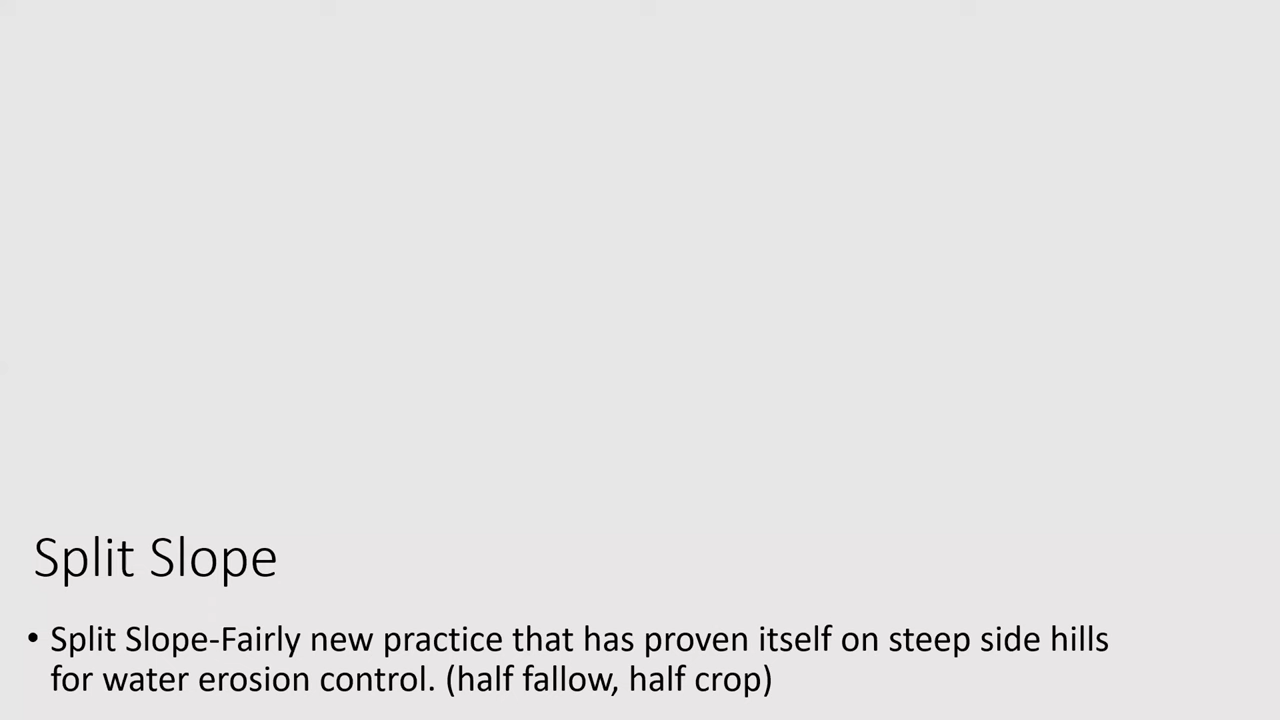 Split Slope
• Split Slope-Fairly new practice that has proven itself on steep side hills
for water erosion control. (half fallow, half crop)